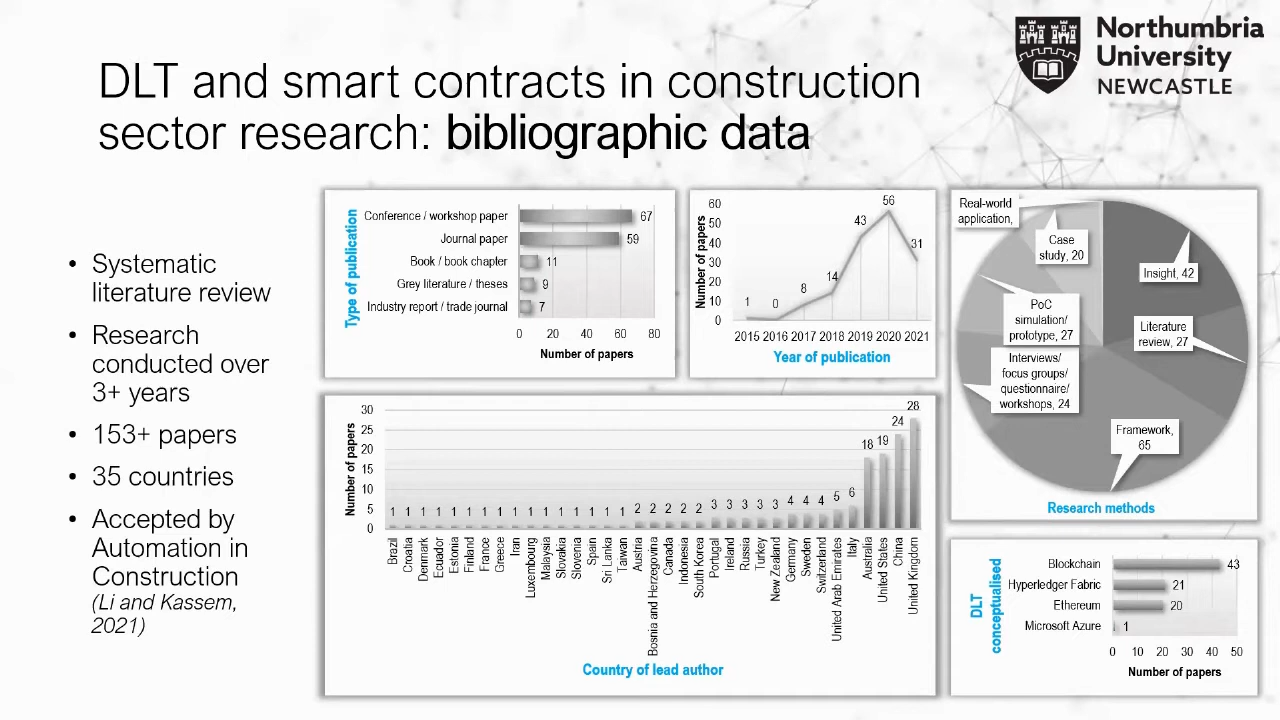 Northumbria
University
NEWCASTLE
DLT and smart contracts in construction
sector research: bibliographic data
• Systematic
literature review
• Research
conducted over
3+ years
• 153+ papers
• 35 countries
• Accepted by
Automation in
Construction
(Li and Kassem,
2021)
Type of publication
Conference / workshop paper 67
Journal paper 59
Book / book chapter 11
Grey literature / theses 9
Industry report / trade journal 7
0 20 40 60 80
Number of papers
Number of papers
60
50
40
30
20
10
0
1 0 8 14 43 56 31
2015 2016 2017 2018 2019 2020 2021
Year of publication
Real-world
application,
Case
study, 20
Insight, 42
PoC
simulation/
prototype, 27
Literature
review, 27
Interviews/
focus groups/
questionnaire/
workshops, 24
Framework,
65
Research methods
Number of papers
30
25
20
15
10
5
0
1 1 1 1 1 1 1 1 1 1 1 1 1 1 1 1 2 2 2 2 2 3 3 3 3 3 4 4 4 5 6 18 19 24 28
Brazil
Croatia
Denmark
Ecuador
Estonia
Finland
France
Greece
Iran
Luxembourg
Malaysia
Slovakia
Slovenia
Spain
Sri Lanka
Taiwan
Austria
Bosnia and Herzegovina
Canada
Indonesia
South Korea
Portugal
Ireland
Russia
Turkey
New Zealand
Germany
Sweden
Switzerland
United Arab Emirates
Italy
Australia
United States
China
United Kingdom
Country of lead author
DLT
conceptualised
Blockchain 43
Hyperledger Fabric 21
Ethereum 20
Microsoft Azure 1
0 10 20 30 40 50
Number of papers